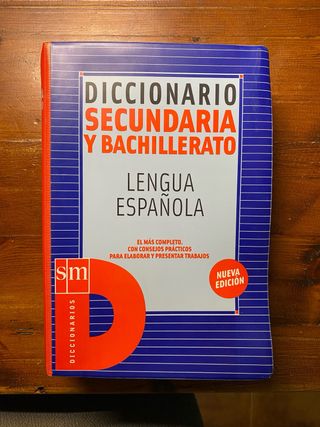 DICCIONARIO
SECUNDARIA
Y BACHILLERATO
LENGUA
ESPAÑOLA
EL MÁS COMPLETO.
CON CONSEJOS PRÁCTICOS
PARA ELABORAR Y PRESENTAR TRABAJOS
NUEVA
EDICIÓN
sm
D
DICCIONARIOS